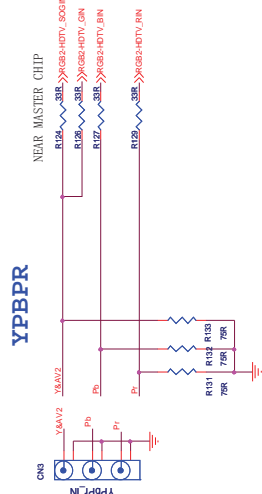 YPBPR
NEAR MASTER CHIP
R124 33R RGB2-HDTV_SOGIN
R126 33R RGB2-HDTV_GIN
R127 33R RGB2-HDTV_BIN
R129 33R RGB2-HDTV_RIN
Y&AV2
Pb
Pr
R133
75R
R132
75R
R131
75R
CN3
Y&AV2
Pb
Pr
YPbPr_IN